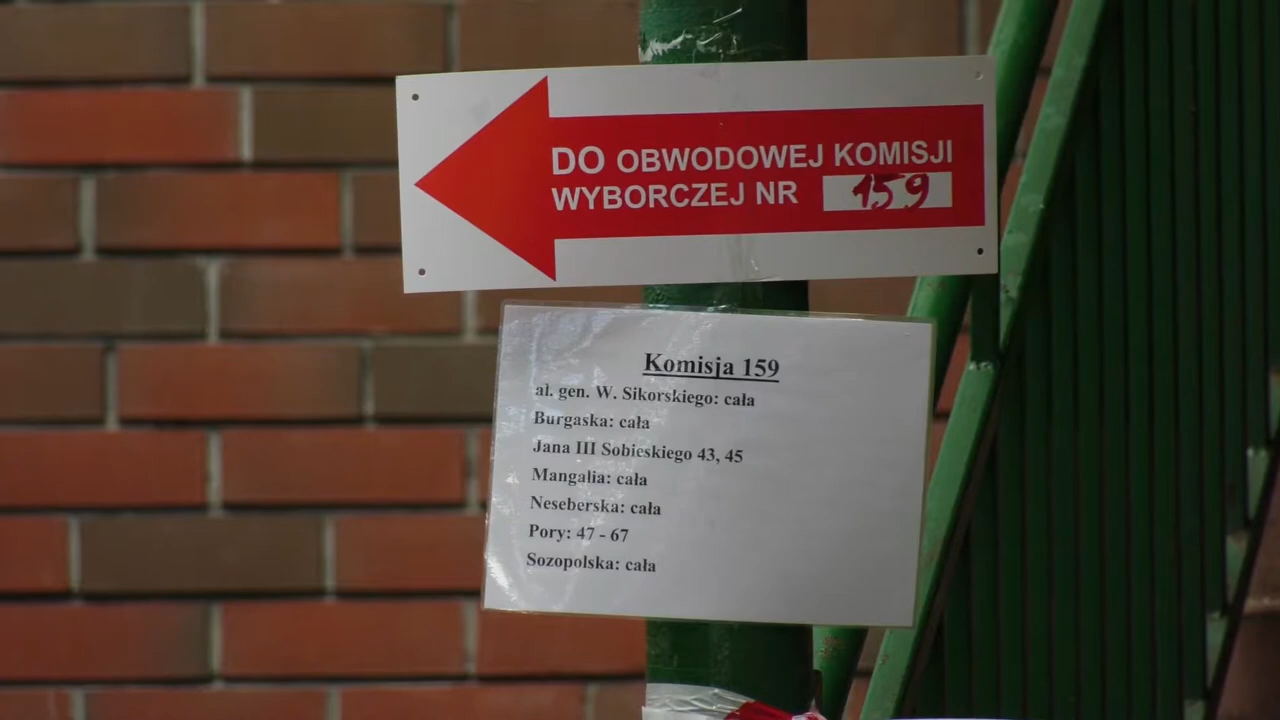 DO OBWODOWEJ KOMISJI
WYBORCZEJ NR 159
Komisja 159
al. gen. W. Sikorskiego: cała
Burgaska: cała
Jana III Sobieskiego 43, 45
Mangalia: cała
Neseberska: cała
Pory: 47 - 67
Sozopolska: cała